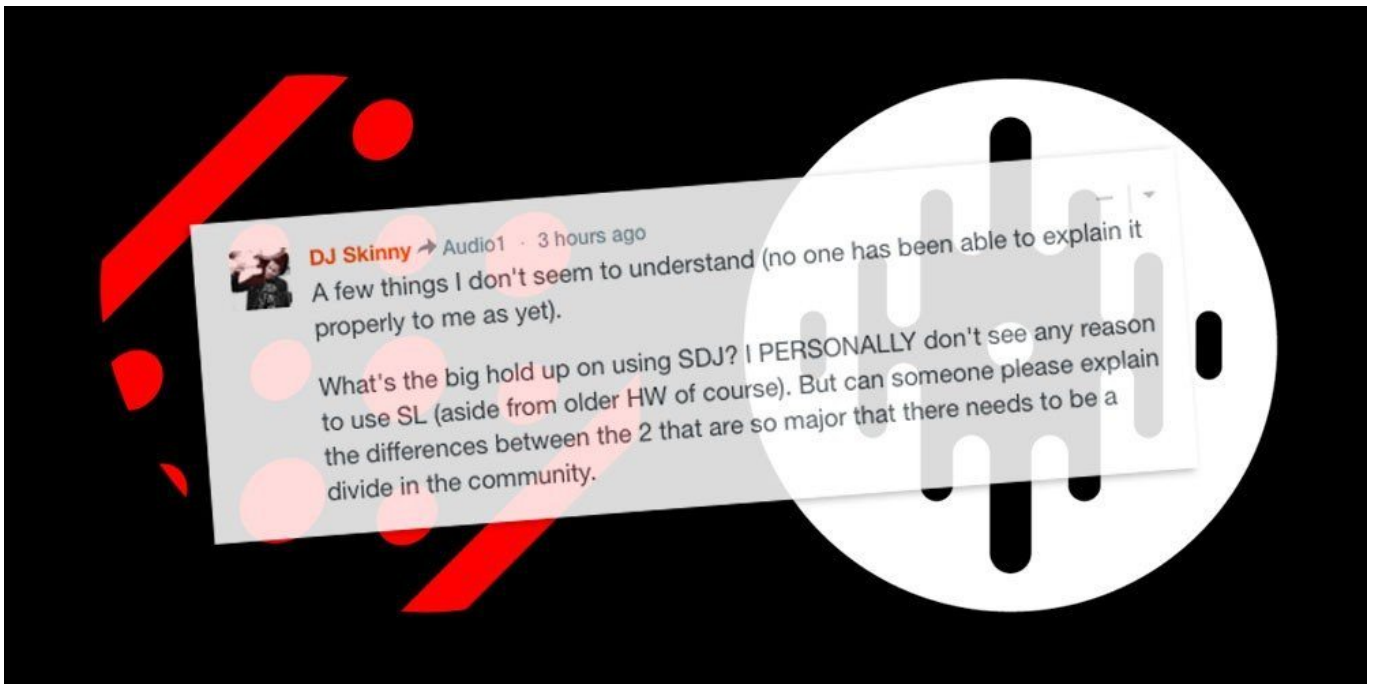 DJ Skinny Audio1 · 3 hours ago
A few things I don't seem to understand (no one has been able to explain it
properly to me as yet).
What's the big hold up on using SDJ? I PERSONALLY don't see any reason
to use SL (aside from older HW of course). But can someone please explain
the differences between the 2 that are so major that there needs to be a
divide in the community.